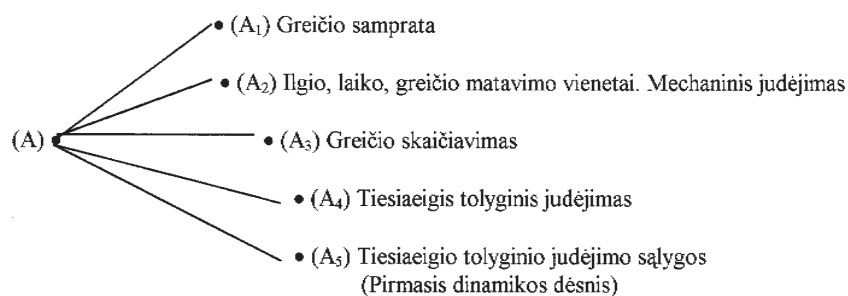 • (A₁) Greičio samprata
• (A₂) Ilgio, laiko, greičio matavimo vienetai. Mechaninis judėjimas
(A)
• (A₃) Greičio skaičiavimas
• (A₄) Tiesiaeigis tolyginis judėjimas
• (A₅) Tiesiaeigio tolyginio judėjimo sąlygos
(Pirmasis dinamikos dėsnis)